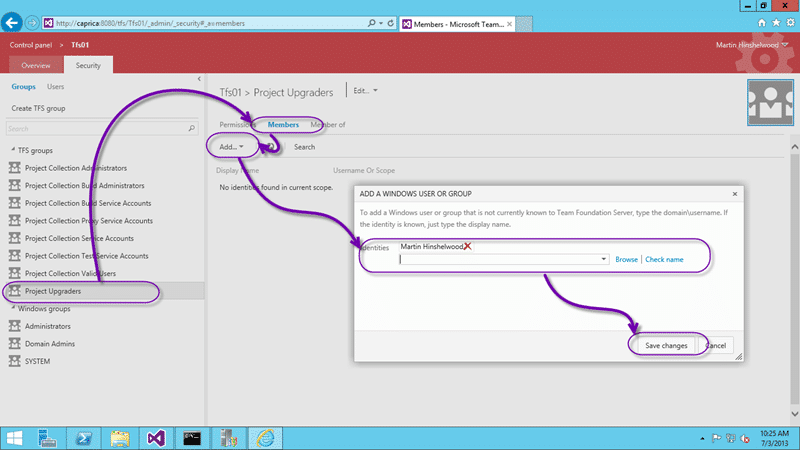 http://caprica:8080/tfs/Tfs01/_admin/_security#_a=members
Members - Microsoft Team...
Control panel > Tfs01
Martin Hinshelwood
Overview Security
Groups Users
Create TFS group
Search
TFS groups
Project Collection Administrators
Project Collection Build Administrators
Project Collection Build Service Accounts
Project Collection Proxy Service Accounts
Project Collection Service Accounts
Project Collection Test Service Accounts
Project Collection Valid Users
Project Upgraders
Windows groups
Administrators
Domain Admins
SYSTEM
Tfs01 > Project Upgraders
Edit...
Permissions Members Member of
Add... Search
Display Name Username Or Scope
No identities found in current scope.
ADD A WINDOWS USER OR GROUP
To add a Windows user or group that is not currently known to Team Foundation Server, type the domain\username. If
the identity is known, just type the display name.
Identities Martin Hinshelwood
Browse | Check name
Save changes Cancel
10:25 AM
7/3/2013